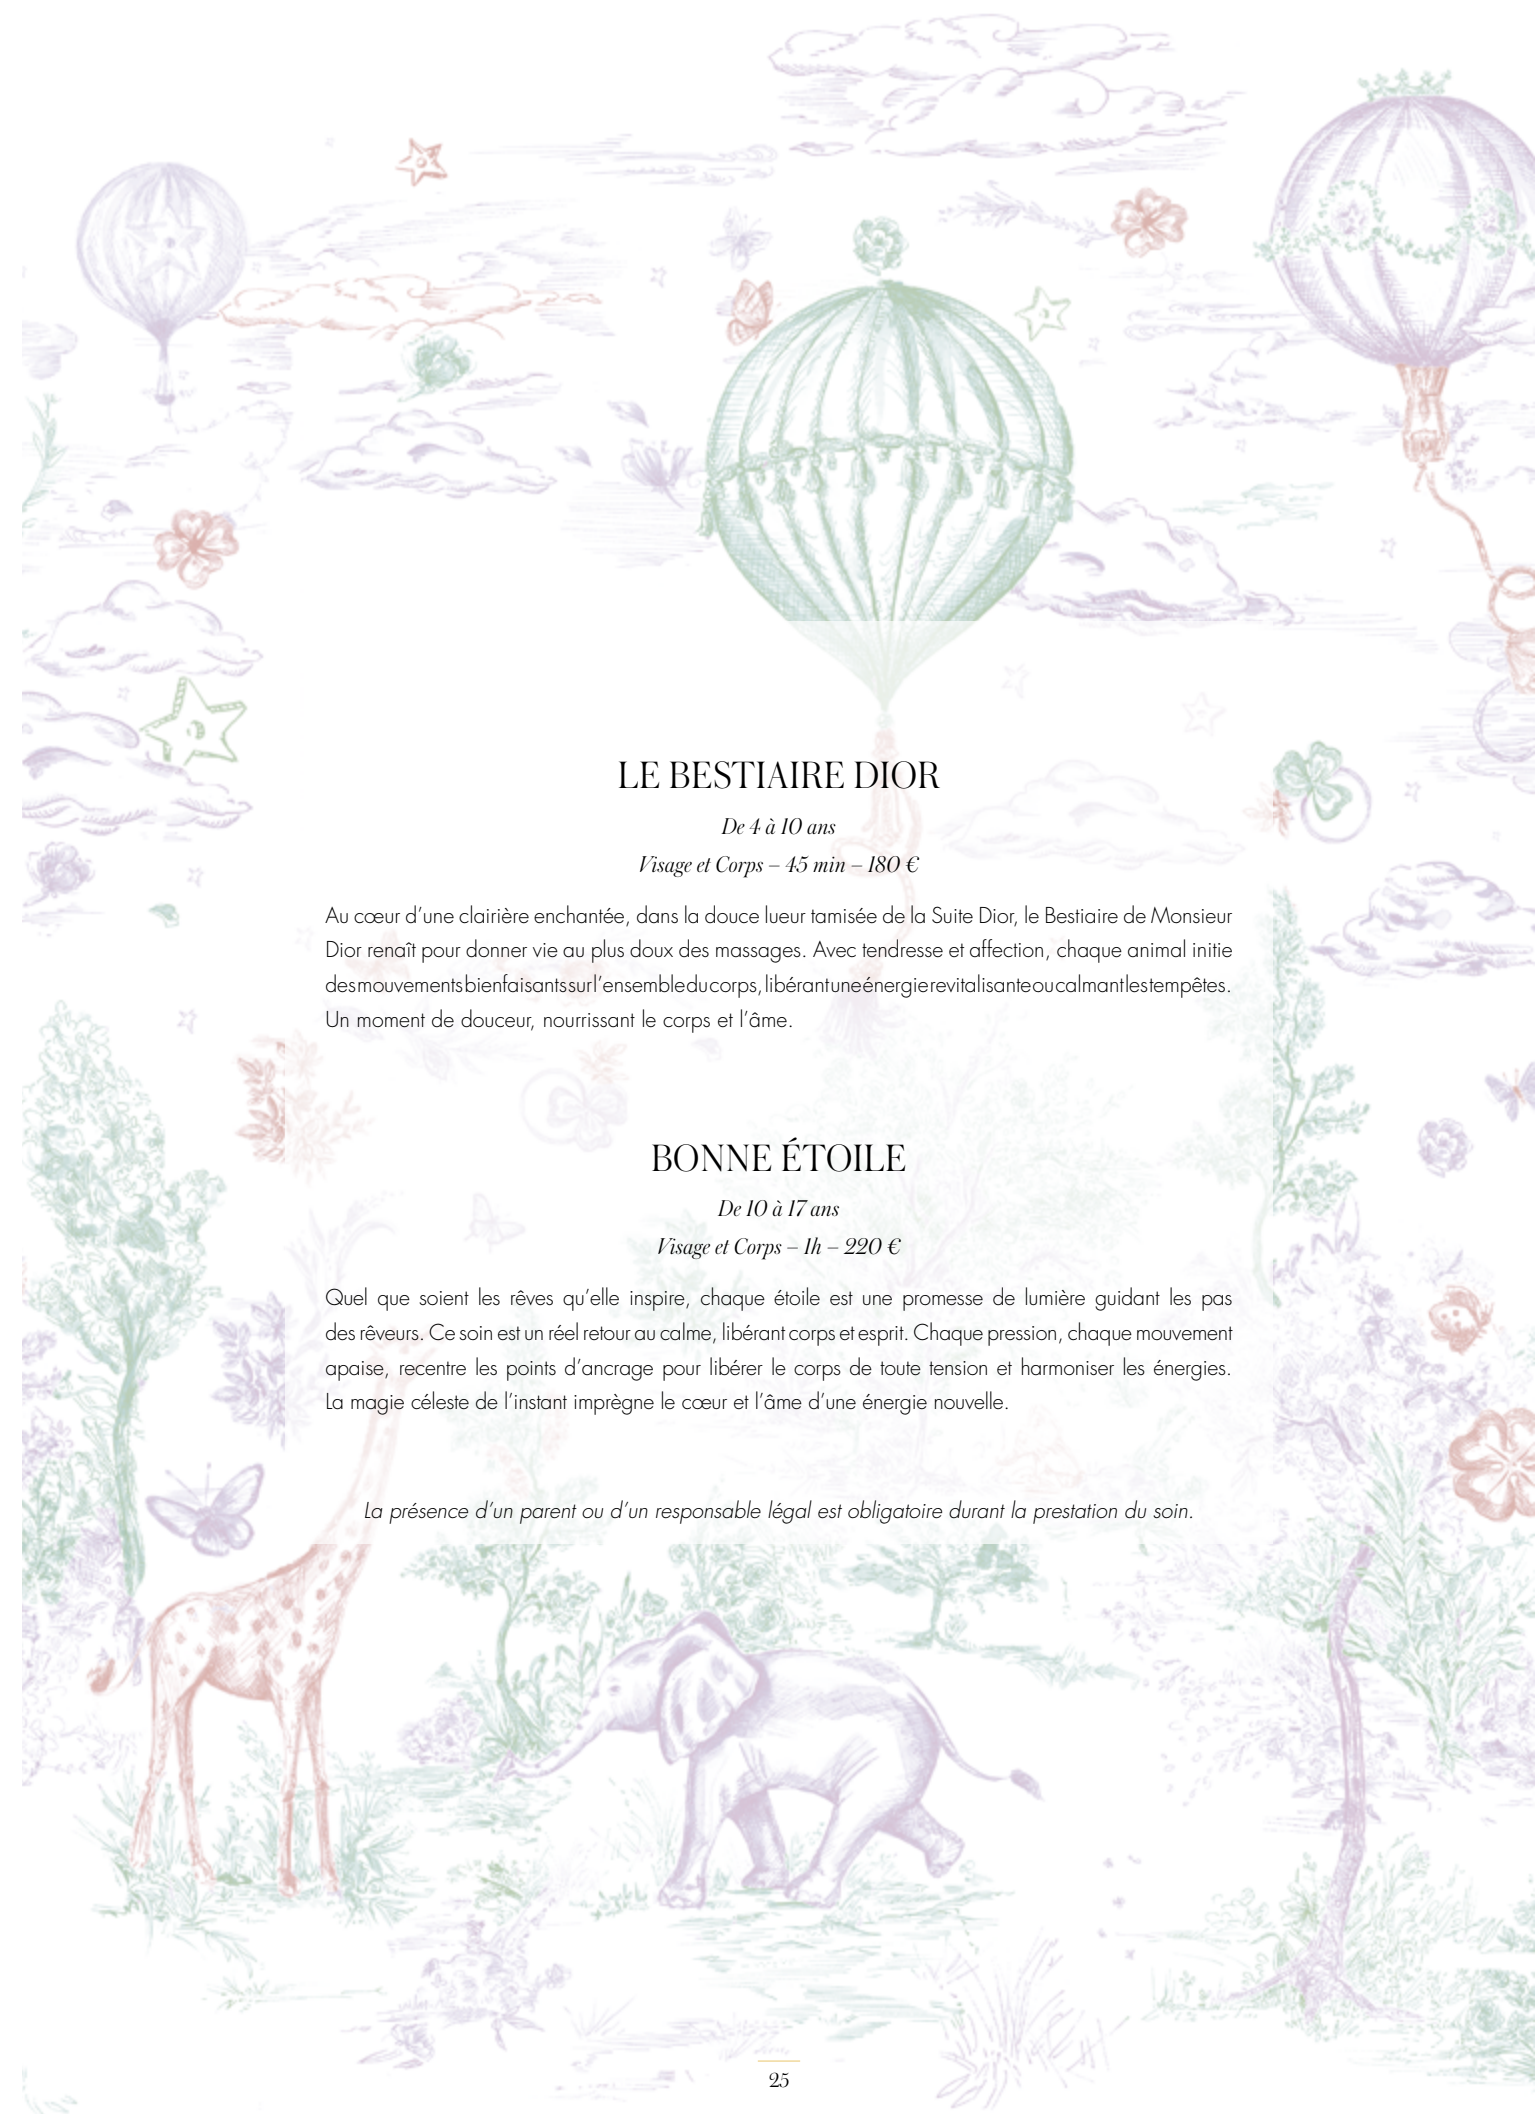 LE BESTIAIRE DIOR
De 4 à 10 ans
Visage et Corps – 45 min – 180 €
Au cœur d’une clairière enchantée, dans la douce lueur tamisée de la Suite Dior, le Bestiaire de Monsieur
Dior renaît pour donner vie au plus doux des massages. Avec tendresse et affection, chaque animal initie
des mouvements bienfaisants sur l’ensemble du corps, libérant une énergie revitalisante ou calmant les tempêtes.
Un moment de douceur, nourrissant le corps et l’âme.
BONNE ÉTOILE
De 10 à 17 ans
Visage et Corps – 1h – 220 €
Quel que soient les rêves qu’elle inspire, chaque étoile est une promesse de lumière guidant les pas
des rêveurs. Ce soin est un réel retour au calme, libérant corps et esprit. Chaque pression, chaque mouvement
apaise, recentre les points d’ancrage pour libérer le corps de toute tension et harmoniser les énergies.
La magie céleste de l’instant imprègne le cœur et l’âme d’une énergie nouvelle.
La présence d’un parent ou d’un responsable légal est obligatoire durant la prestation du soin.
25